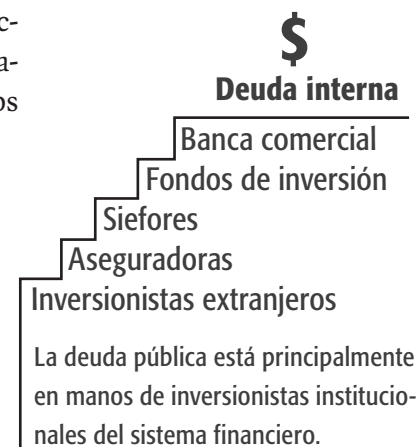 c-
a-
os
$
Deuda interna
Banca comercial
Fondos de inversión
Siefores
Aseguradoras
Inversionistas extranjeros
La deuda pública está principalmente
en manos de inversionistas institucio-
nales del sistema financiero.